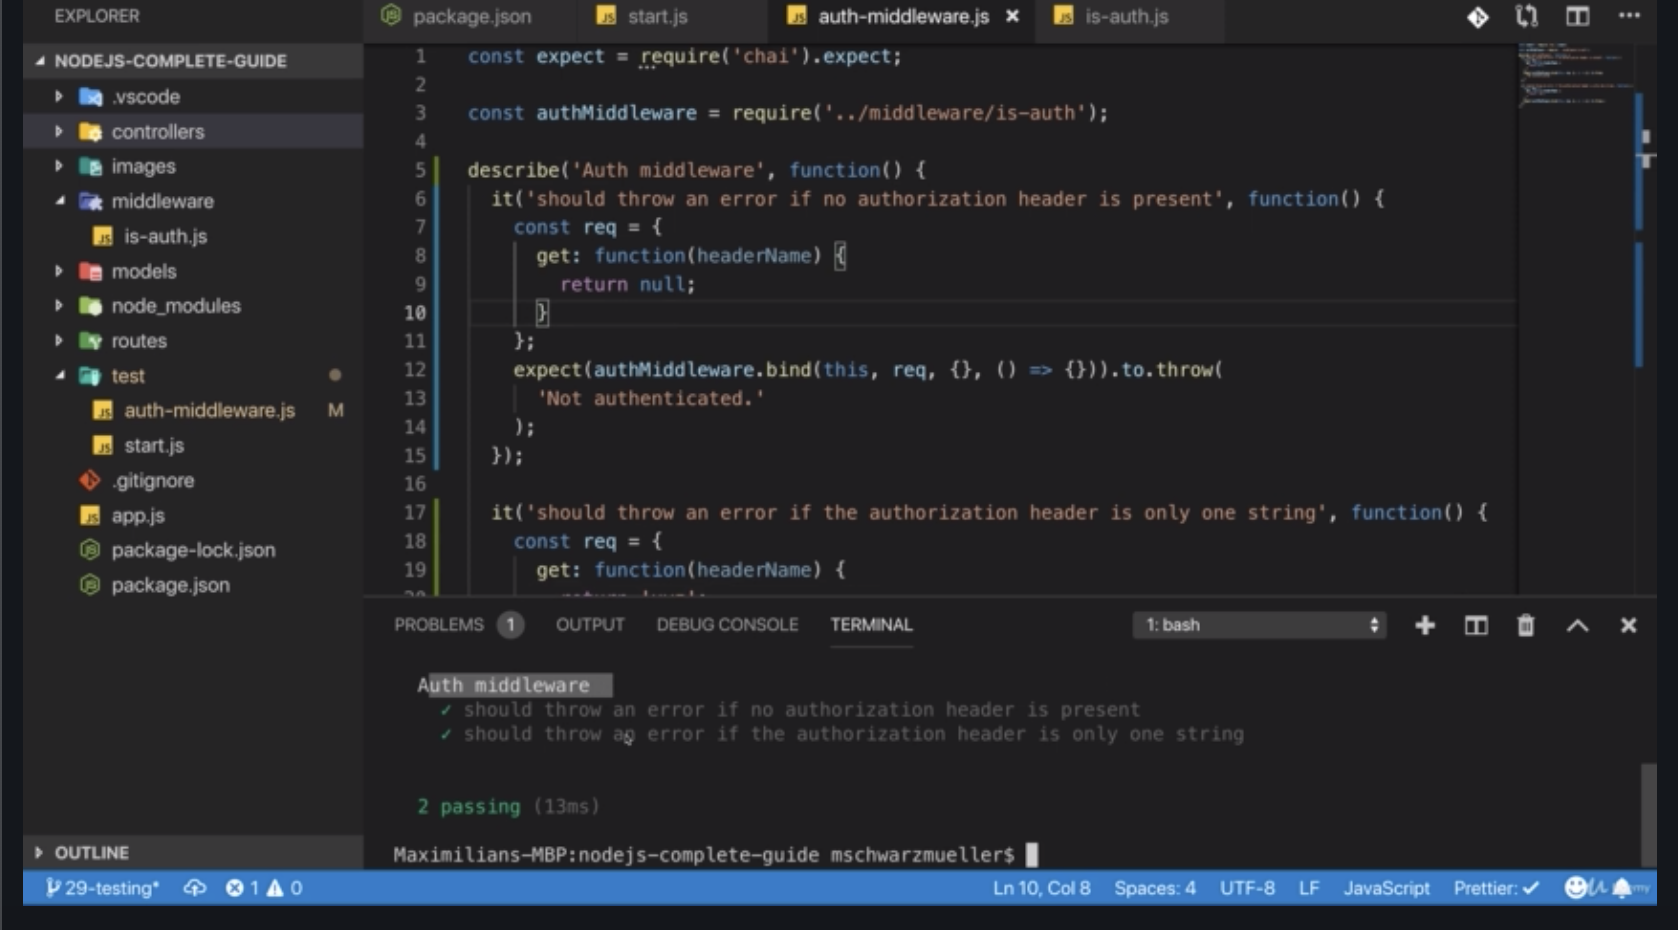 EXPLORER
package.json
start.js
auth-middleware.js
is-auth.js
NODEJS-COMPLETE-GUIDE
.vscode
controllers
images
middleware
is-auth.js
models
node_modules
routes
test
auth-middleware.js M
start.js
.gitignore
app.js
package-lock.json
package.json
OUTLINE
1 const expect = require('chai').expect;
2
3 const authMiddleware = require('../middleware/is-auth');
4
5 describe('Auth middleware', function() {
6 it('should throw an error if no authorization header is present', function() {
7 const req = {
8 get: function(headerName) {
9 return null;
10 }
11 };
12 expect(authMiddleware.bind(this, req, {}, () => {})).to.throw(
13 'Not authenticated.'
14 );
15 });
16
17 it('should throw an error if the authorization header is only one string', function() {
18 const req = {
19 get: function(headerName) {
PROBLEMS 1 OUTPUT DEBUG CONSOLE TERMINAL 1: bash
Auth middleware
✓ should throw an error if no authorization header is present
✓ should throw an error if the authorization header is only one string
2 passing (13ms)
Maximilians-MBP:nodejs-complete-guide mschwarzmueller$
29-testing* 1 0 Ln 10, Col 8 Spaces: 4 UTF-8 LF JavaScript Prettier: ✓